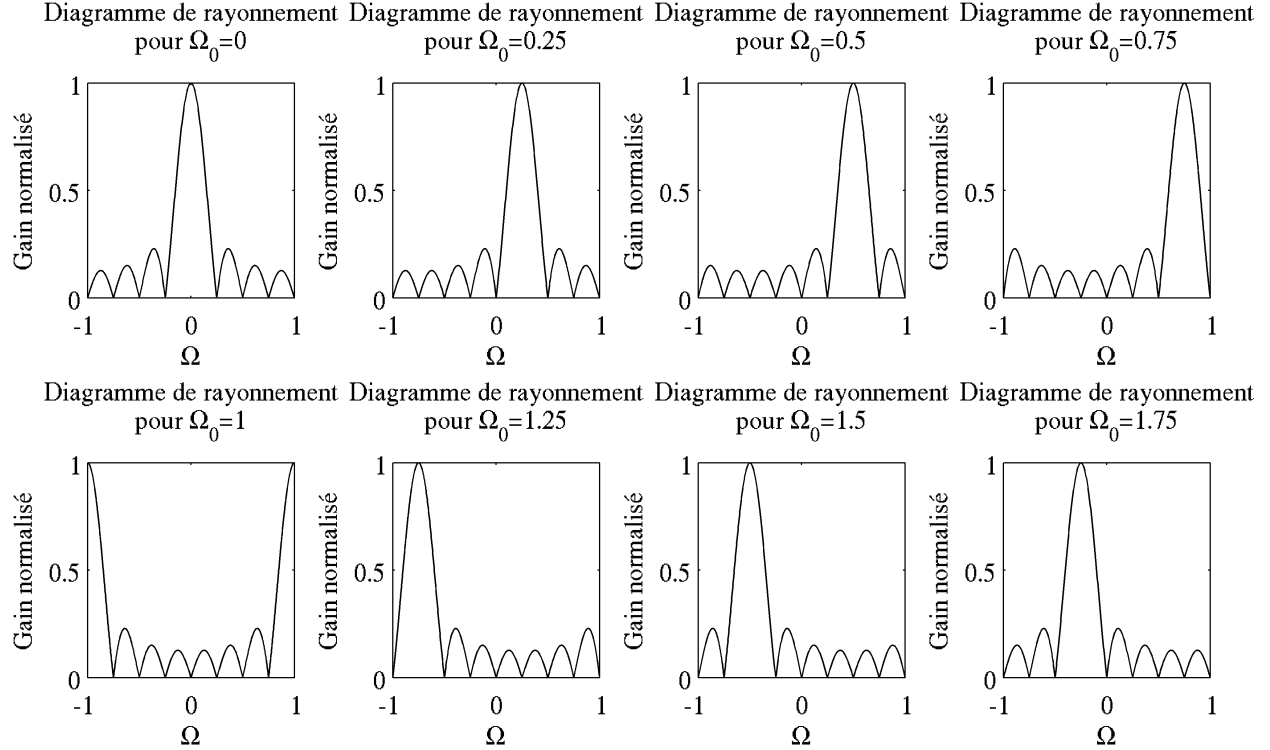 Diagramme de rayonnement
pour Ω0=0
Gain normalisé
1
0.5
0
-1 0 1
Ω
Diagramme de rayonnement
pour Ω0=0.25
Gain normalisé
1
0.5
0
-1 0 1
Ω
Diagramme de rayonnement
pour Ω0=0.5
Gain normalisé
1
0.5
0
-1 0 1
Ω
Diagramme de rayonnement
pour Ω0=0.75
Gain normalisé
1
0.5
0
-1 0 1
Ω
Diagramme de rayonnement
pour Ω0=1
Gain normalisé
1
0.5
0
-1 0 1
Ω
Diagramme de rayonnement
pour Ω0=1.25
Gain normalisé
1
0.5
0
-1 0 1
Ω
Diagramme de rayonnement
pour Ω0=1.5
Gain normalisé
1
0.5
0
-1 0 1
Ω
Diagramme de rayonnement
pour Ω0=1.75
Gain normalisé
1
0.5
0
-1 0 1
Ω